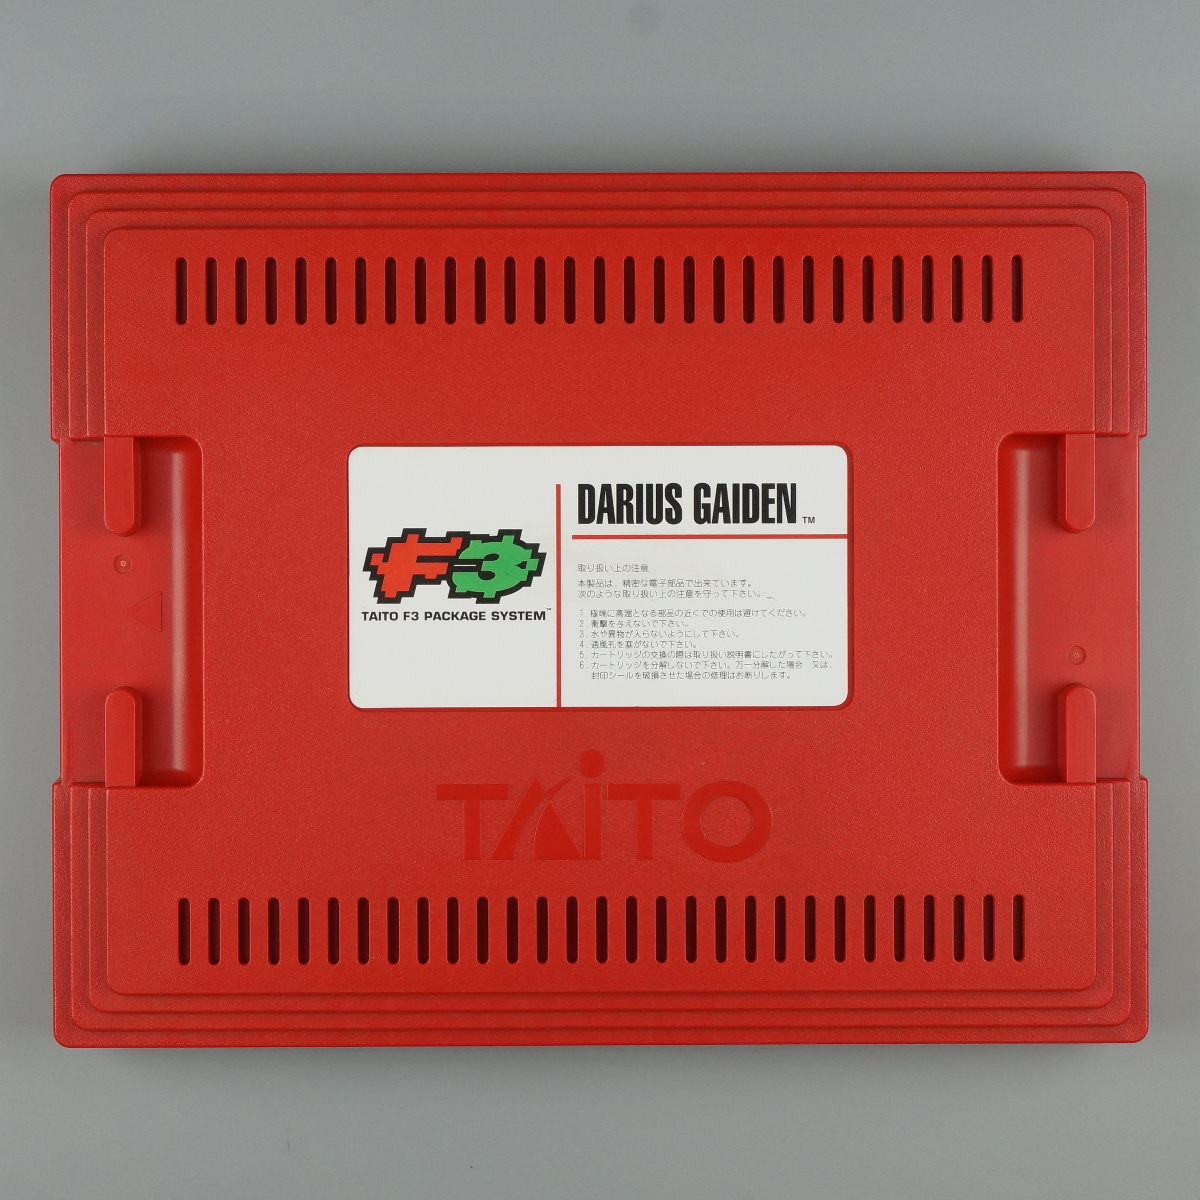 DARIUS GAIDEN TM
F3
TAITO F3 PACKAGE SYSTEM™
取り扱い上の注意
本製品は、精密な電子部品で出来ています。
次のような取り扱い上の注意を守って下さい。
1. 極端に高温となる部品の近くでの使用は避けてください。
2. 衝撃を与えないで下さい。
3. 水や異物が入らないようにして下さい。
4. 通風孔を塞がないで下さい。
5. カートリッジの交換の際は取り扱い説明書にしたがって下さい。
6. カートリッジを分解しないで下さい。万一分解した場合 又は、
封印シールを破損させた場合の修理はお断りします。
TAITO